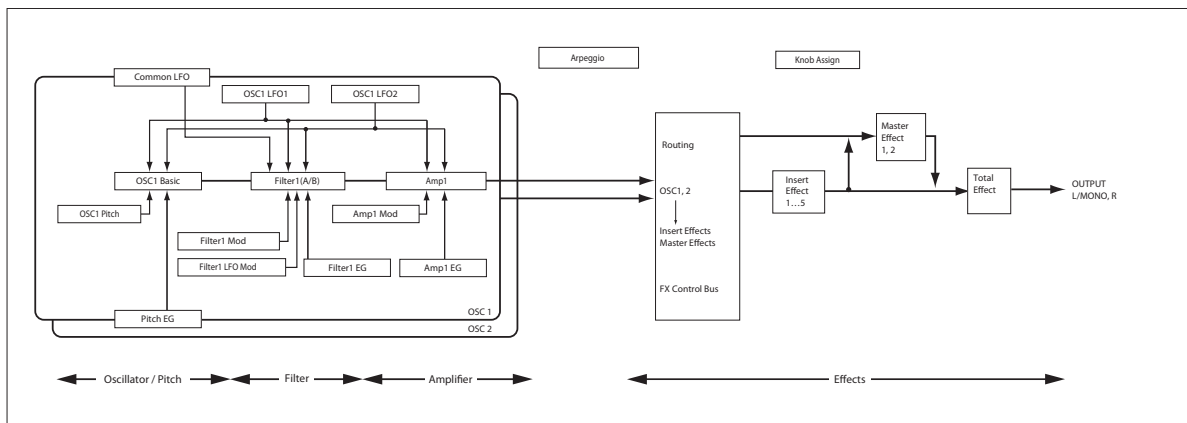 Arpeggio
Knob Assign
Common LFO
OSC1 LFO1
OSC1 LFO2
OSC1 Basic
Filter1(A/B)
Amp1
OSC1 Pitch
Amp1 Mod
Filter1 Mod
Filter1 LFO Mod
Filter1 EG
Amp1 EG
Pitch EG
OSC 1
OSC 2
Routing
OSC1, 2
Insert Effects
Master Effects
FX Control Bus
Master
Effect
1, 2
Insert
Effect
1…5
Total
Effect
OUTPUT
L/MONO, R
Oscillator / Pitch
Filter
Amplifier
Effects